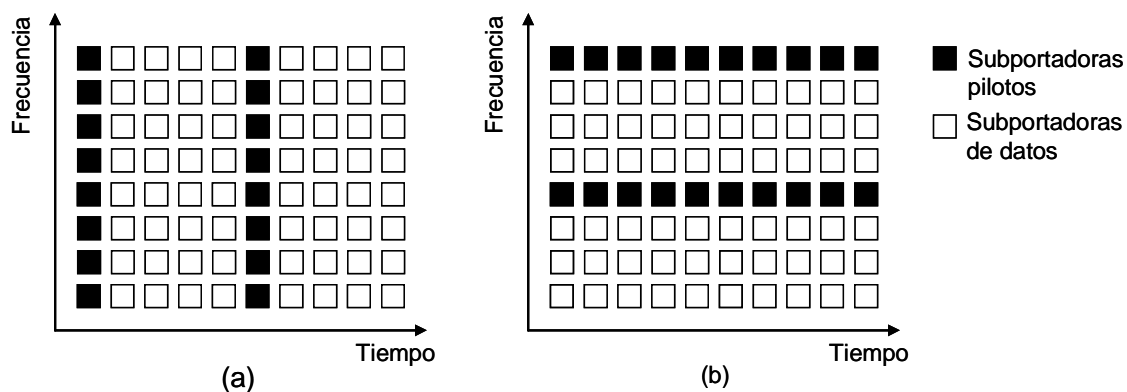 Frecuencia
Tiempo
(a)
Frecuencia
Tiempo
(b)
Subportadoras
pilotos
Subportadoras
de datos